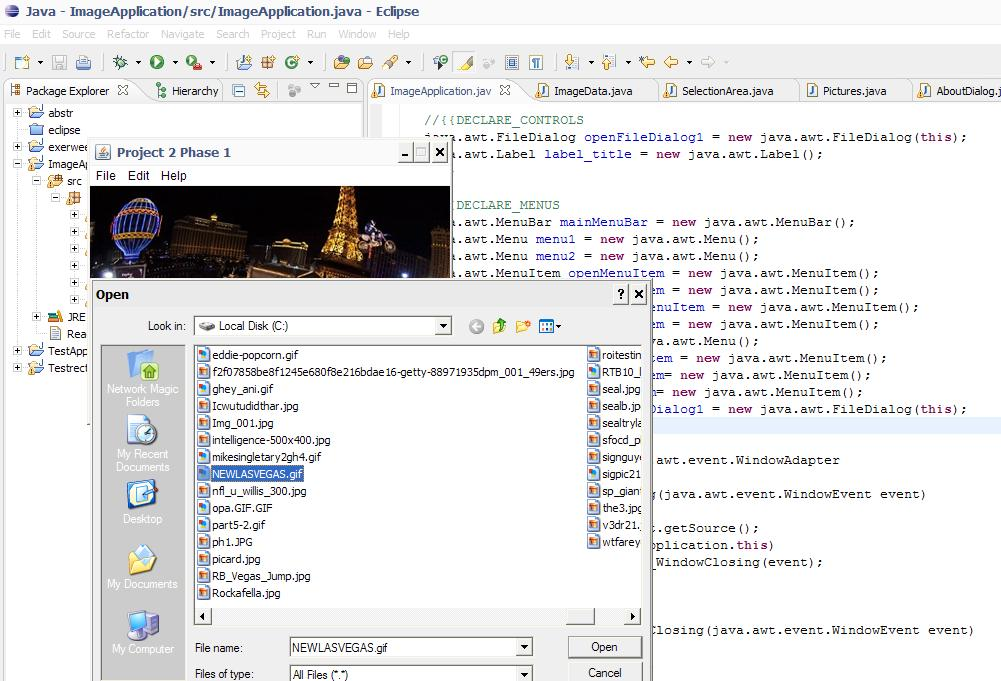 Java - ImageApplication/src/ImageApplication.java - Eclipse
File Edit Source Refactor Navigate Search Project Run Window Help
Package Explorer Hierarchy
ImageApplication.jav ImageData.java SelectionArea.java Pictures.java AboutDialog.j
abstr
eclipse
exerwee
ImageAp
src
JRE
Rea
TestApp
Testrect
//{{DECLARE_CONTROLS
java.awt.FileDialog openFileDialog1 = new java.awt.FileDialog(this);
.awt.Label label_title = new java.awt.Label();
DECLARE_MENUS
.awt.MenuBar mainMenuBar = new java.awt.MenuBar();
.awt.Menu menu1 = new java.awt.Menu();
.awt.Menu menu2 = new java.awt.Menu();
.awt.MenuItem openMenuItem = new java.awt.MenuItem();
em = new java.awt.MenuItem();
enuItem = new java.awt.MenuItem();
em = new java.awt.MenuItem();
.awt.Menu();
tem = new java.awt.MenuItem();
em= new java.awt.MenuItem();
em= new java.awt.MenuItem();
Dialog1 = new java.awt.FileDialog(this);
awt.event.WindowAdapter
g(java.awt.event.WindowEvent event)
t.getSource();
plication.this)
_WindowClosing(event);
Closing(java.awt.event.WindowEvent event)
Project 2 Phase 1
File Edit Help
Open
Look in: Local Disk (C:)
Network Magic
Folders
My Recent
Documents
Desktop
My Documents
My Computer
eddie-popcorn.gif
f2f07858be8f1245e680f8e216bdae16-getty-88971935dpm_001_49ers.jpg
ghey_ani.gif
Icwutudidthar.jpg
Img_001.jpg
intelligence-500x400.jpg
mikesingletary2gh4.gif
NEWLASVEGAS.gif
nfl_u_willis_300.jpg
opa.GIF.GIF
part5-2.gif
ph1.JPG
picard.jpg
RB_Vegas_Jump.jpg
Rockafella.jpg
roitestin
RTB10_
seal.jpg
sealb.jp
sealtryla
sfocd_p
signguye
sigpic21
sp_gian
the3.jpg
v3dr21.
wtfarey
File name: NEWLASVEGAS.gif Open
Files of type: All Files (*.*) Cancel